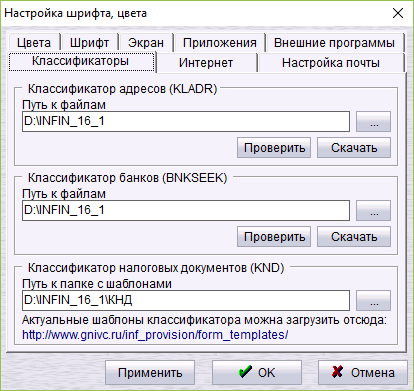 Настройка шрифта, цвета
Цвета Шрифт Экран Приложения Внешние программы
Классификаторы Интернет Настройка почты
Классификатор адресов (KLADR)
Путь к файлам
D:\INFIN_16_1 ...
Проверить Скачать
Классификатор банков (BNKSEEK)
Путь к файлам
D:\INFIN_16_1 ...
Проверить Скачать
Классификатор налоговых документов (KND)
Путь к папке с шаблонами
D:\INFIN_16_1\КНД ...
Актуальные шаблоны классификатора можно загрузить отсюда:
http://www.gnivc.ru/inf_provision/form_templates/
Применить OK Отмена